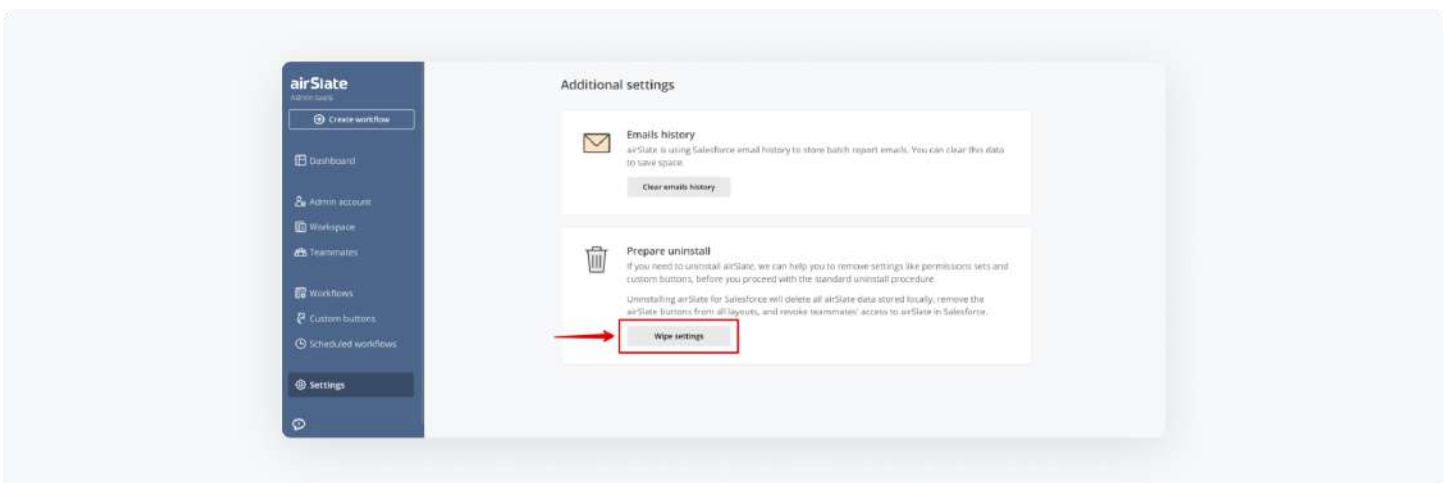 airSlate
Admin tools
Create workflow
Dashboard
Admin account
Workspace
Teammates
Workflows
Custom buttons
Scheduled workflows
Settings
Additional settings
Emails history
airSlate is using Salesforce email history to store batch report emails. You can clear this data
to save space.
Clear emails history
Prepare uninstall
If you need to uninstall airSlate, we can help you to remove settings like permissions sets and
custom buttons, before you proceed with the standard uninstall procedure.
Uninstalling airSlate for Salesforce will delete all airSlate data stored locally, remove the
airSlate buttons from all layouts, and revoke teammates' access to airSlate in Salesforce.
Wipe settings